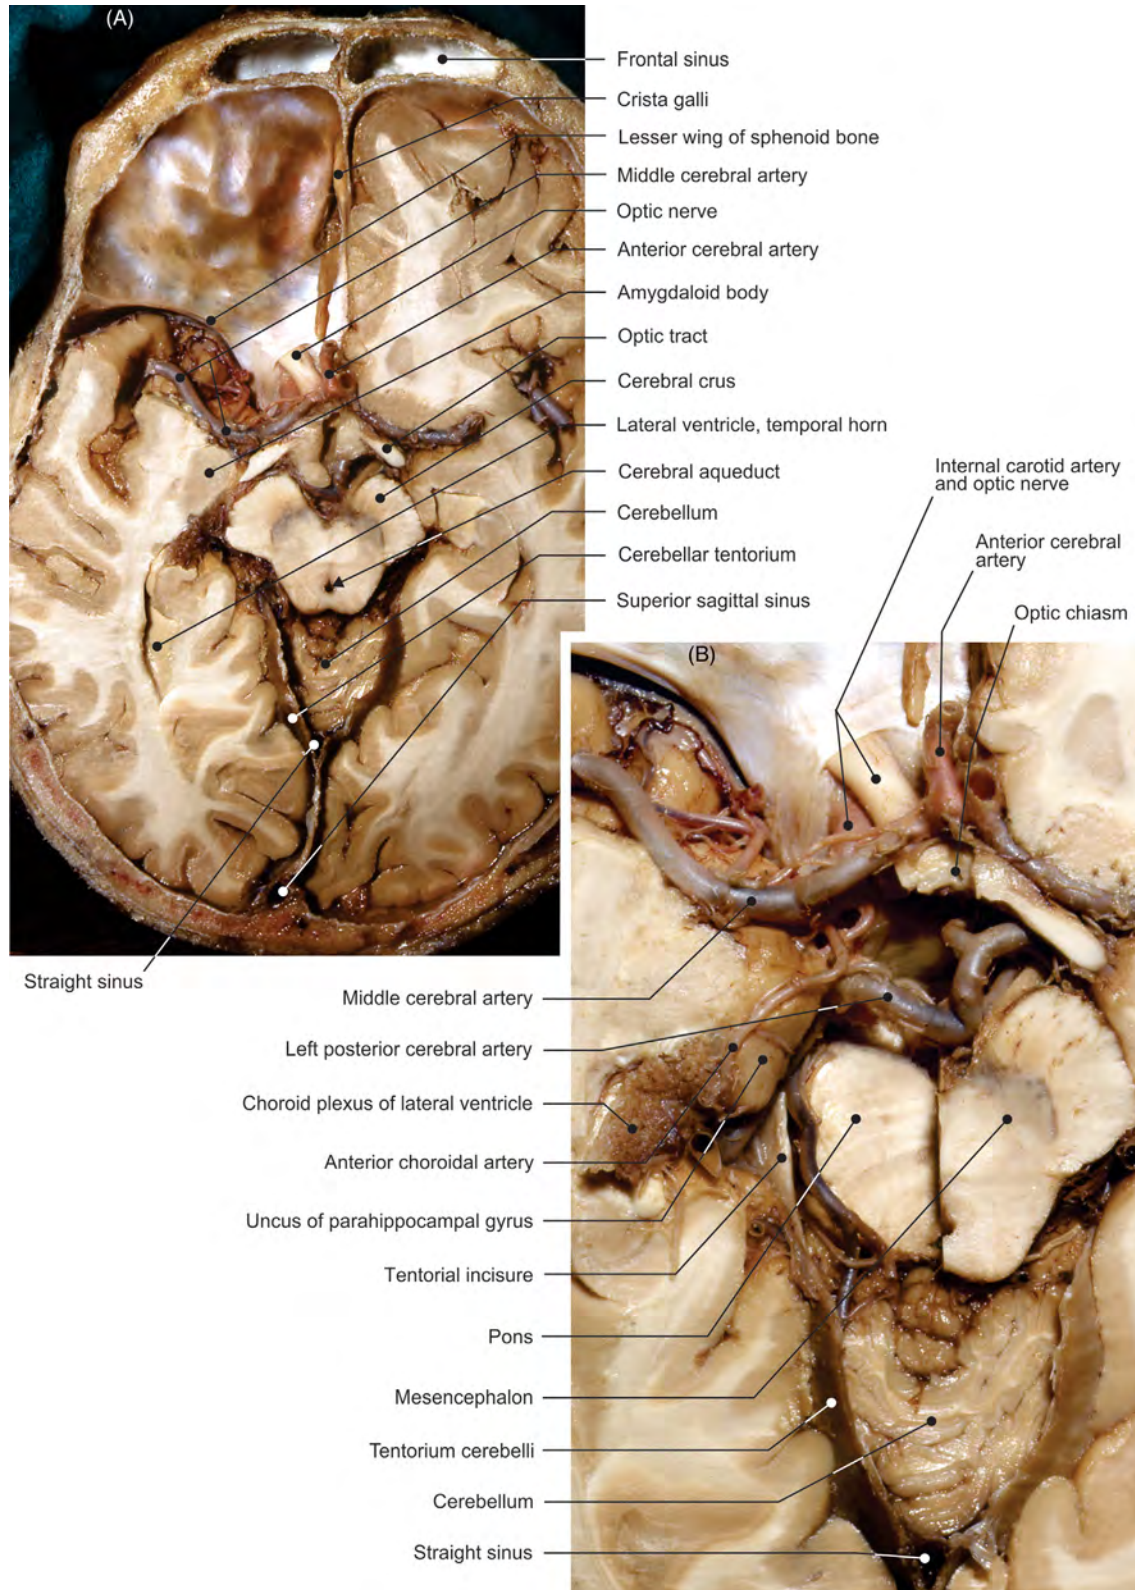 (A)
Frontal sinus
Crista galli
Lesser wing of sphenoid bone
Middle cerebral artery
Optic nerve
Anterior cerebral artery
Amygdaloid body
Optic tract
Cerebral crus
Lateral ventricle, temporal horn
Cerebral aqueduct
Cerebellum
Cerebellar tentorium
Superior sagittal sinus
Internal carotid artery
and optic nerve
Anterior cerebral
artery
Optic chiasm
(B)
Straight sinus
Middle cerebral artery
Left posterior cerebral artery
Choroid plexus of lateral ventricle
Anterior choroidal artery
Uncus of parahippocampal gyrus
Tentorial incisure
Pons
Mesencephalon
Tentorium cerebelli
Cerebellum
Straight sinus